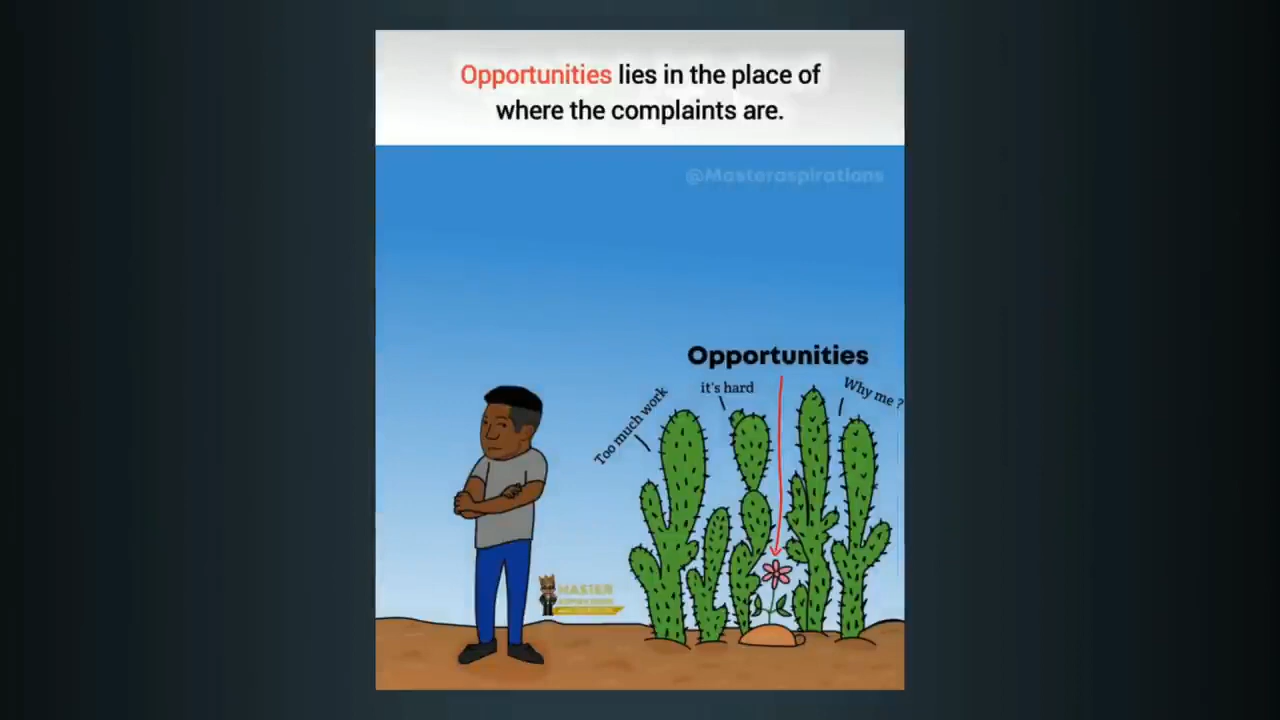 Opportunities lies in the place of
where the complaints are.
@Masteraspirations
Opportunities
Too much work
it's hard
Why me ?
MASTER